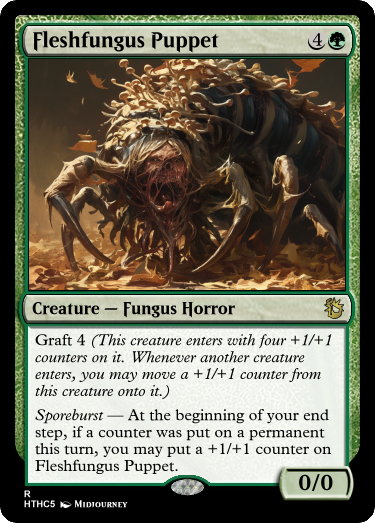 Fleshfungus Puppet 4
Creature — Fungus Horror
Graft 4 (This creature enters with four +1/+1
counters on it. Whenever another creature
enters, you may move a +1/+1 counter from
this creature onto it.)
Sporeburst — At the beginning of your end
step, if a counter was put on a permanent
this turn, you may put a +1/+1 counter on
Fleshfungus Puppet.
0/0
R
HTHC5 MIDJOURNEY